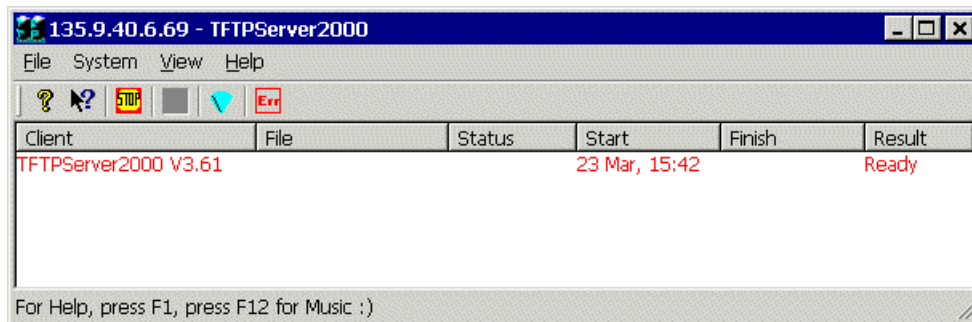 135.9.40.6.69 - TFTPServer2000
File System View Help
STOP Err
Client File Status Start Finish Result
TFTPServer2000 V3.61 23 Mar, 15:42 Ready
For Help, press F1, press F12 for Music :)